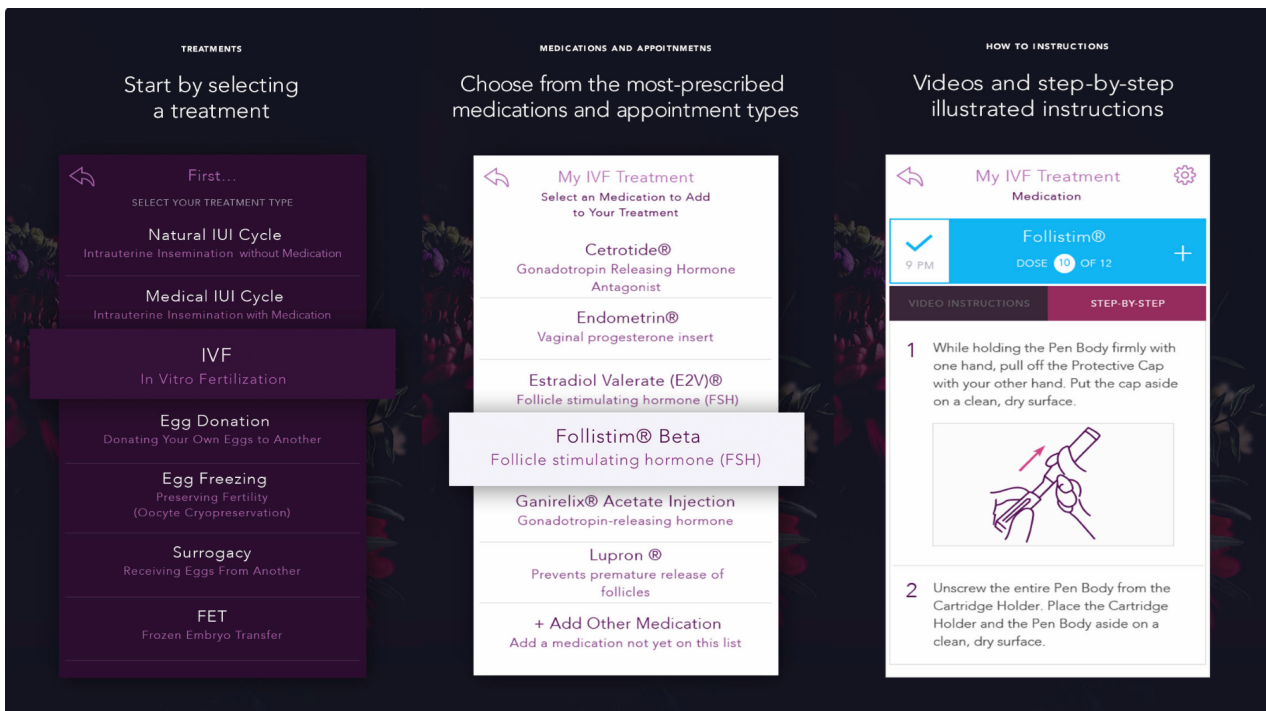 TREATMENTS
Start by selecting
a treatment
First...
SELECT YOUR TREATMENT TYPE
Natural IUI Cycle
Intrauterine Insemination without Medication
Medical IUI Cycle
Intrauterine Insemination with Medication
IVF
In Vitro Fertilization
Egg Donation
Donating Your Own Eggs to Another
Egg Freezing
Preserving Fertility
(Oocyte Cryopreservation)
Surrogacy
Receiving Eggs From Another
FET
Frozen Embryo Transfer
MEDICATIONS AND APPOITNMETNS
Choose from the most-prescribed
medications and appointment types
My IVF Treatment
Select an Medication to Add
to Your Treatment
Cetrotide®
Gonadotropin Releasing Hormone
Antagonist
Endometrin®
Vaginal progesterone insert
Estradiol Valerate (E2V)®
Follicle stimulating hormone (FSH)
Follistim® Beta
Follicle stimulating hormone (FSH)
Ganirelix® Acetate Injection
Gonadotropin-releasing hormone
Lupron ®
Prevents premature release of
follicles
+ Add Other Medication
Add a medication not yet on this list
HOW TO INSTRUCTIONS
Videos and step-by-step
illustrated instructions
My IVF Treatment
Medication
Follistim®
9 PM
DOSE 10 OF 12
+
VIDEO INSTRUCTIONS
STEP-BY-STEP
1 While holding the Pen Body firmly with
one hand, pull off the Protective Cap
with your other hand. Put the cap aside
on a clean, dry surface.
2 Unscrew the entire Pen Body from the
Cartridge Holder. Place the Cartridge
Holder and the Pen Body aside on a
clean, dry surface.